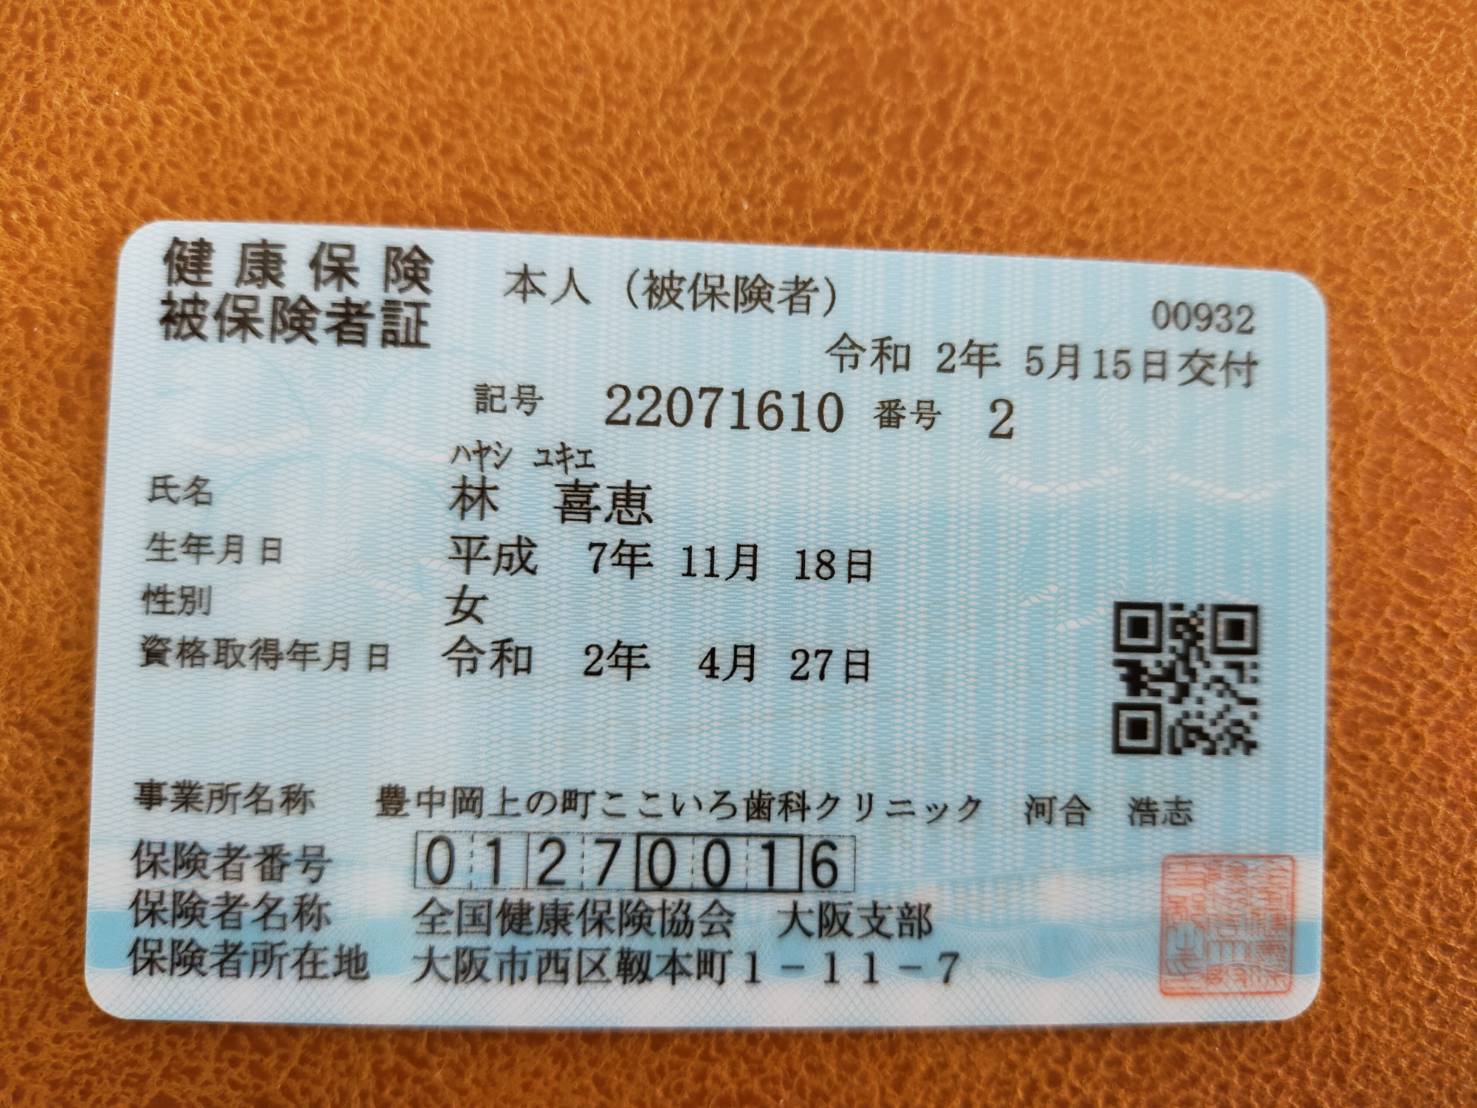 健康保険
被保険者証
本人（被保険者）
00932
令和 2年 5月15日交付
記号 22071610 番号 2
ﾊﾔｼ ﾕｷｴ
氏名 林 喜恵
生年月日 平成 7年 11月 18日
性別 女
資格取得年月日 令和 2年 4月 27日
事業所名称 豊中岡上の町ここいろ歯科クリニック 河合 浩志
保険者番号 01270016
保険者名称 全国健康保険協会 大阪支部
保険者所在地 大阪市西区靱本町1－11－7